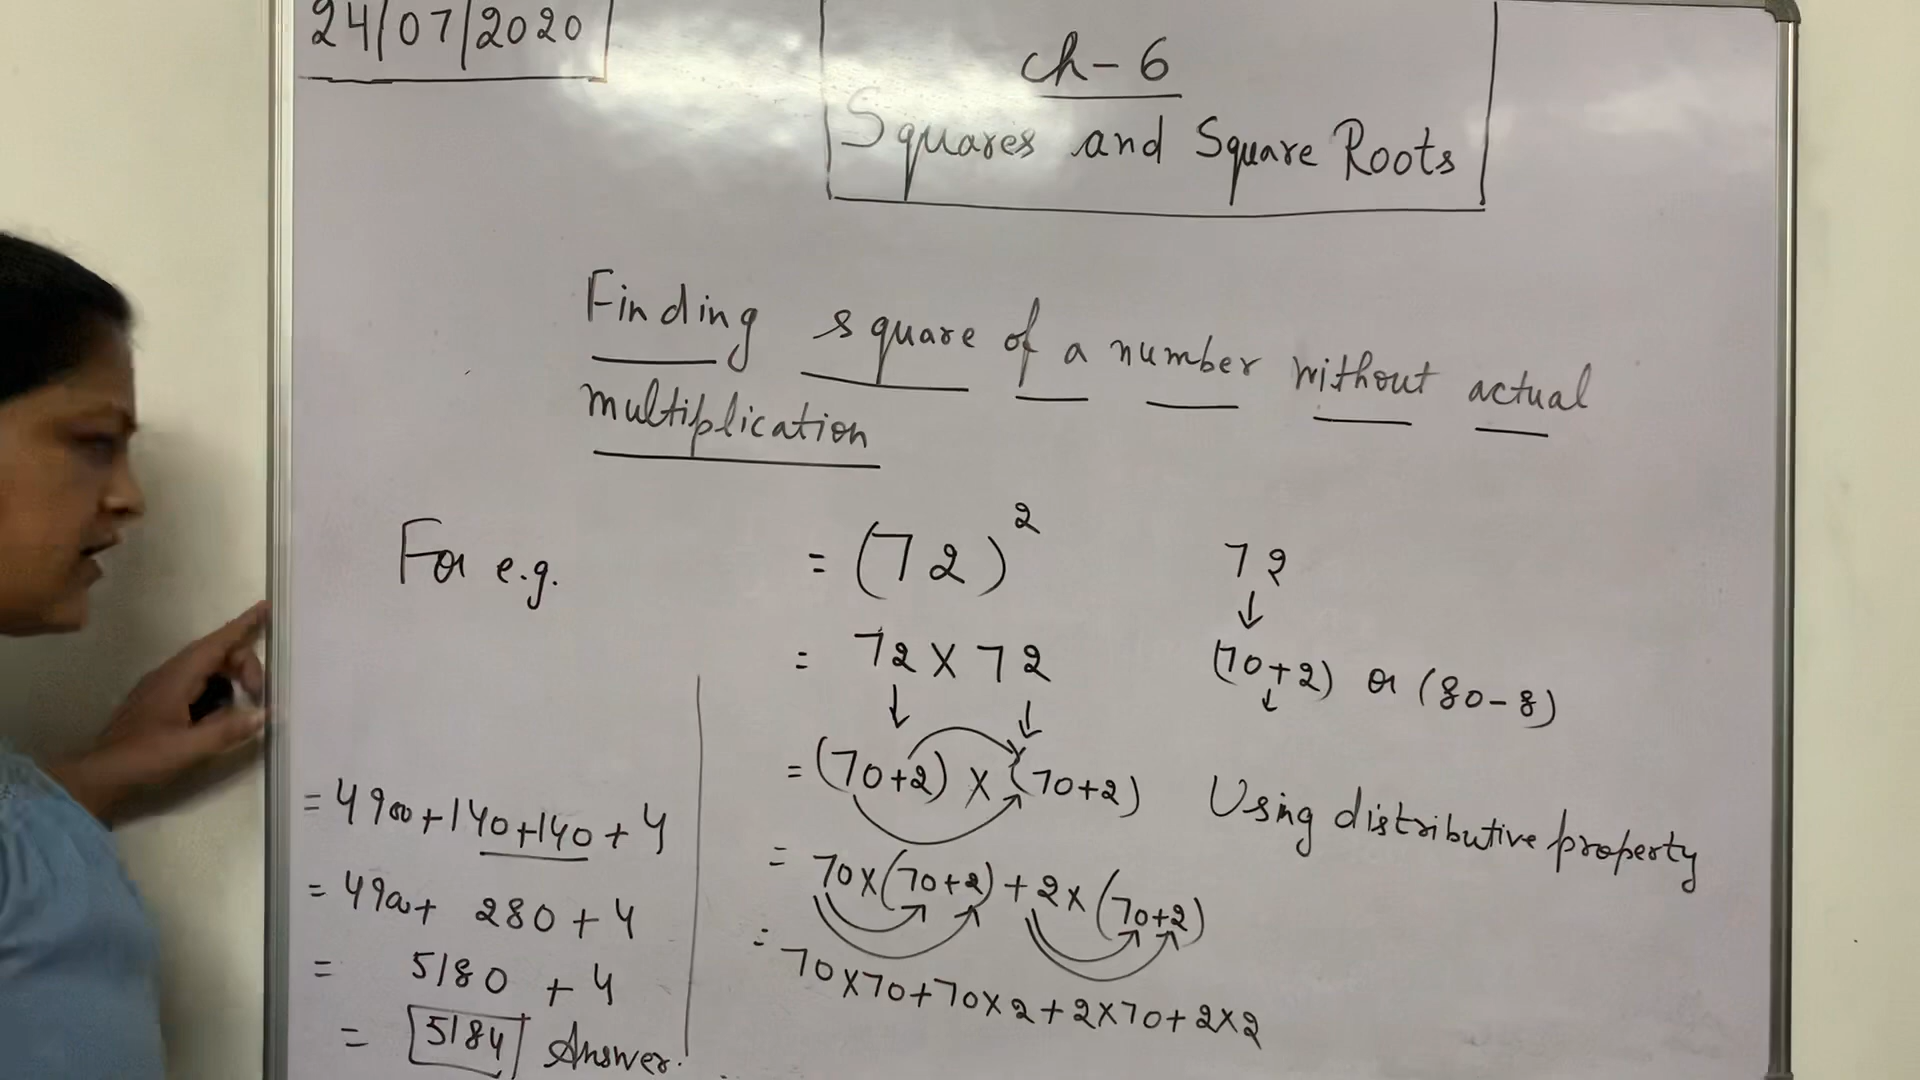 24/07/2020
Ch-6
Squares and Square Roots
Finding square of a number without actual
multiplication
For e.g.
= (72)²
= 72 × 72
↓ ↓
= (70+2) × (70+2)
= 70×(70+2) + 2×(70+2)
= 70×70+70×2+2×70+2×2
72
↓
(70+2) or (80-8)
↓
Using distributive property
= 4900+140+140+4
= 4900+ 280+4
= 5180 + 4
= 5184 Answer.